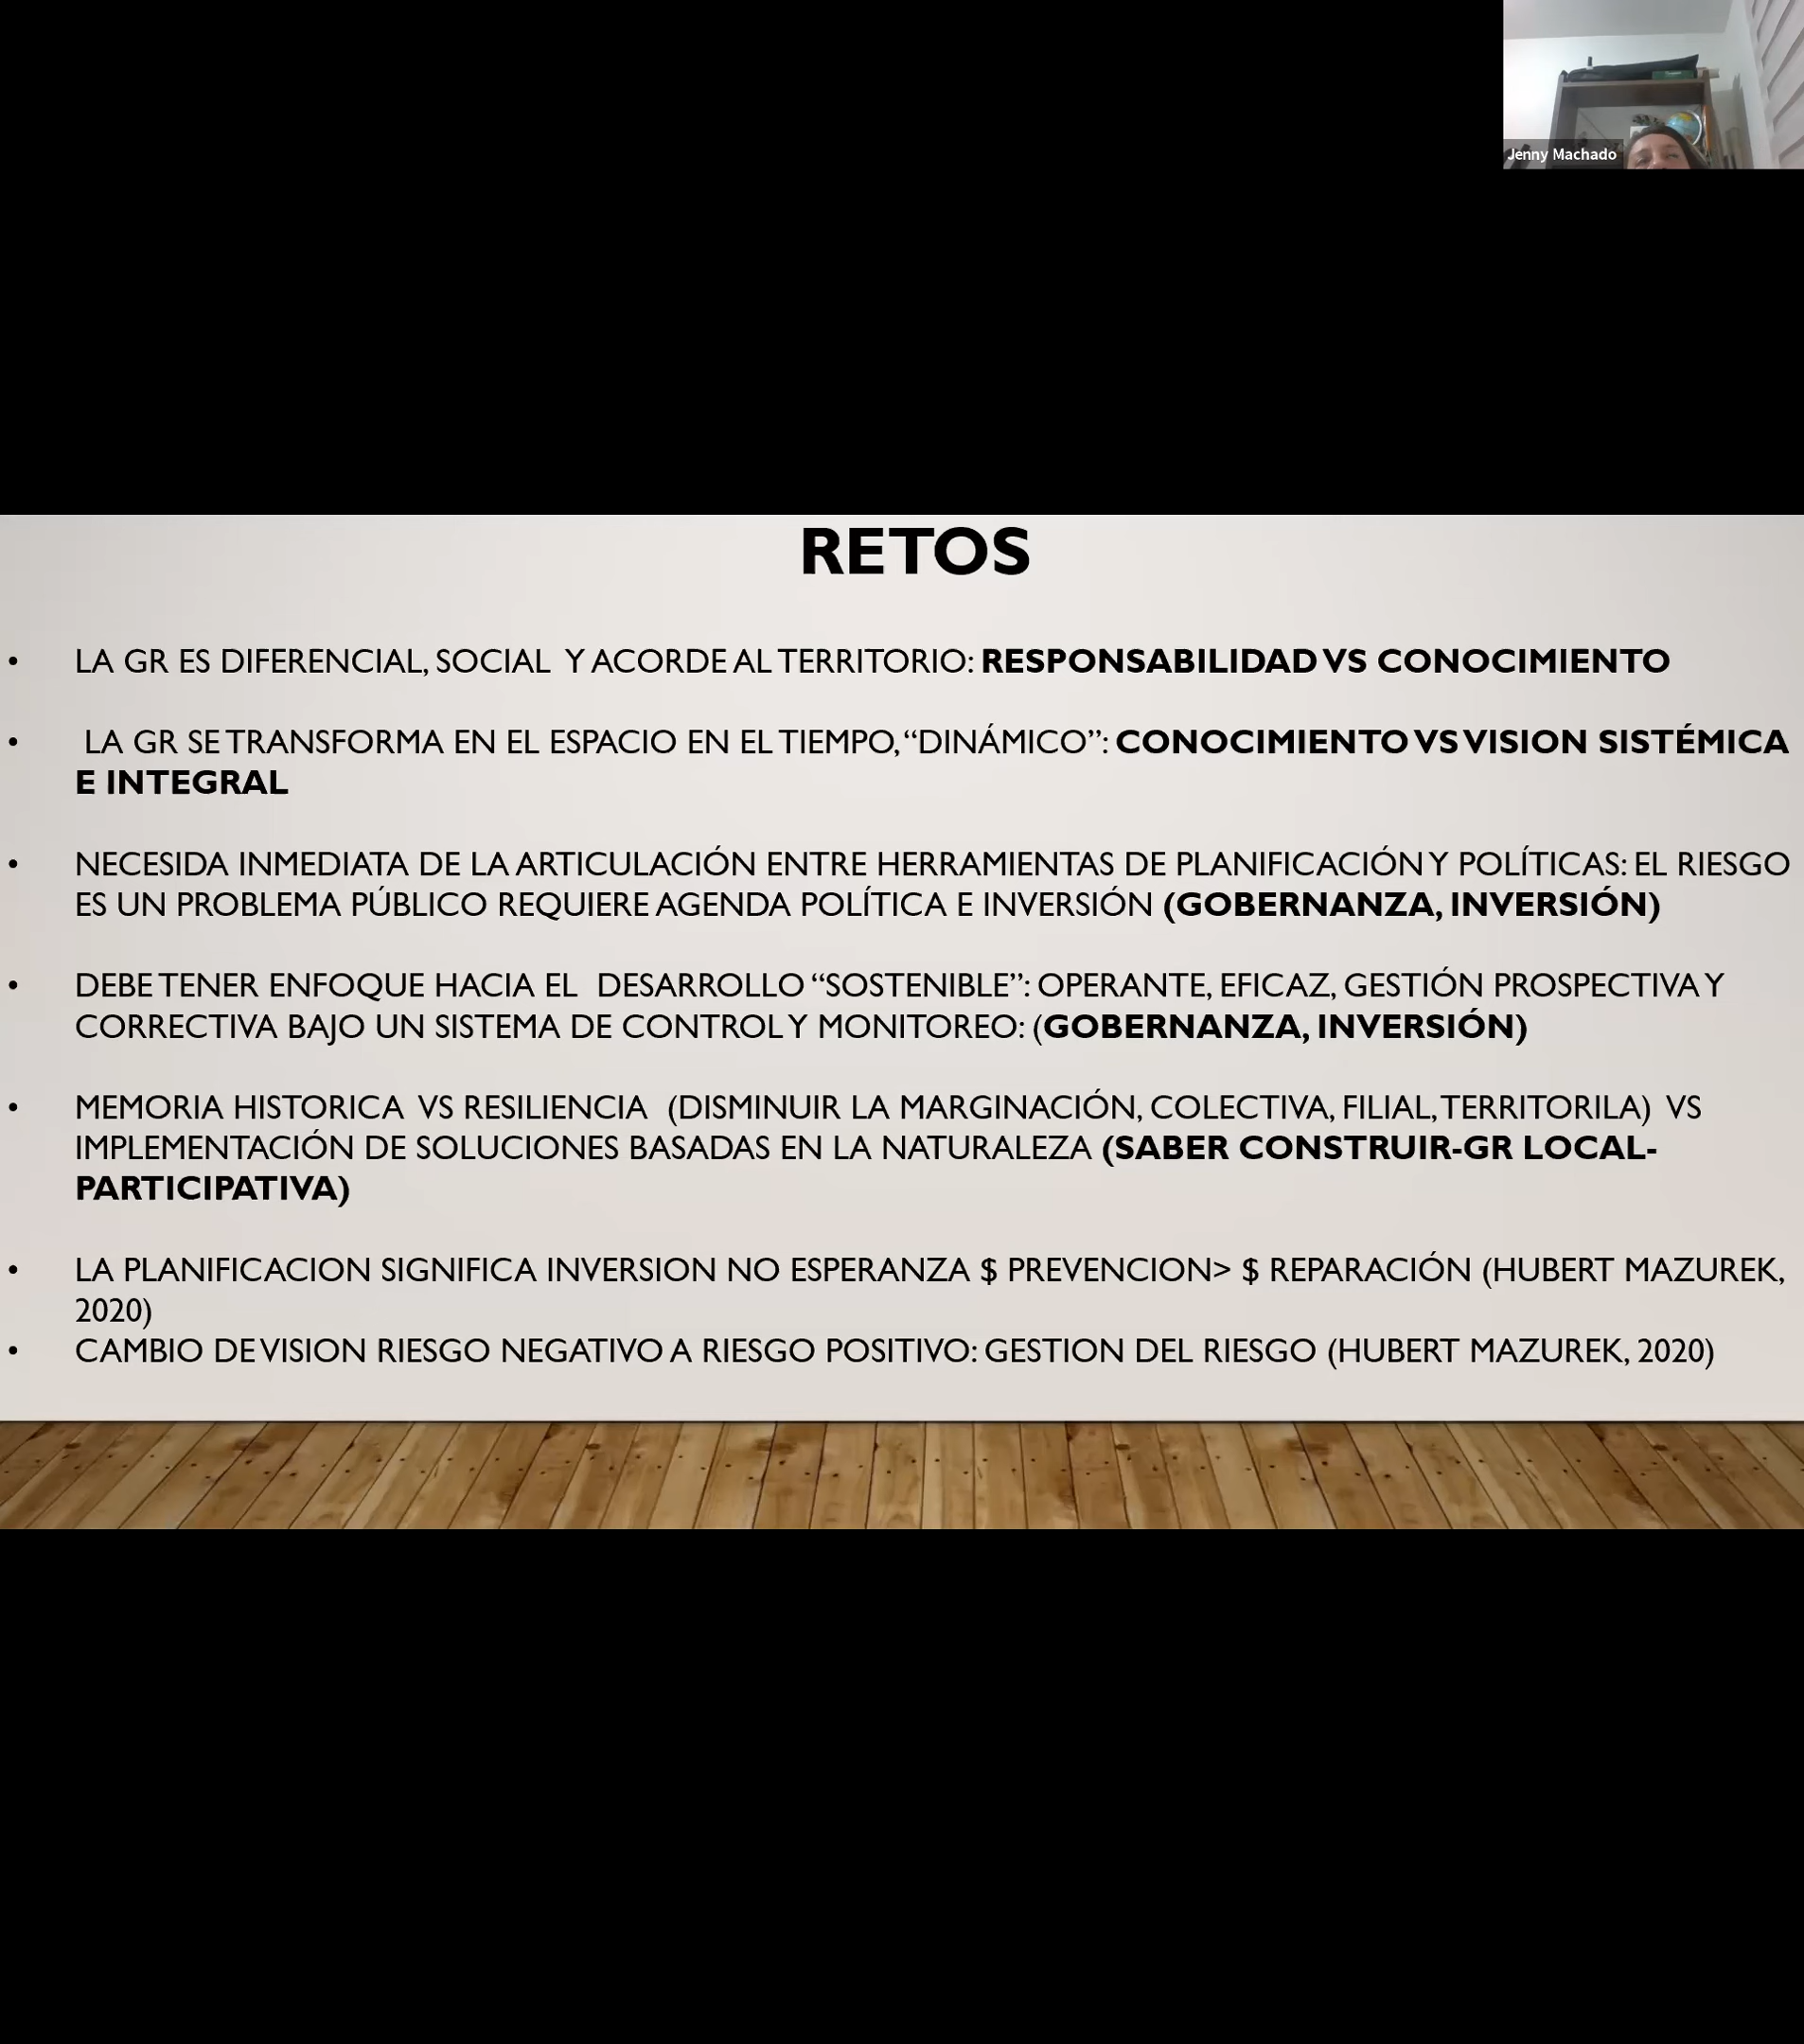 Jenny Machado
RETOS
• LA GR ES DIFERENCIAL, SOCIAL Y ACORDE AL TERRITORIO: RESPONSABILIDAD VS CONOCIMIENTO
• LA GR SE TRANSFORMA EN EL ESPACIO EN EL TIEMPO, “DINÁMICO”: CONOCIMIENTO VS VISION SISTÉMICA
E INTEGRAL
• NECESIDA INMEDIATA DE LA ARTICULACIÓN ENTRE HERRAMIENTAS DE PLANIFICACIÓN Y POLÍTICAS: EL RIESGO
ES UN PROBLEMA PÚBLICO REQUIERE AGENDA POLÍTICA E INVERSIÓN (GOBERNANZA, INVERSIÓN)
• DEBE TENER ENFOQUE HACIA EL DESARROLLO “SOSTENIBLE”: OPERANTE, EFICAZ, GESTIÓN PROSPECTIVA Y
CORRECTIVA BAJO UN SISTEMA DE CONTROL Y MONITOREO: (GOBERNANZA, INVERSIÓN)
• MEMORIA HISTORICA VS RESILIENCIA (DISMINUIR LA MARGINACIÓN, COLECTIVA, FILIAL, TERRITORILA) VS
IMPLEMENTACIÓN DE SOLUCIONES BASADAS EN LA NATURALEZA (SABER CONSTRUIR-GR LOCAL-
PARTICIPATIVA)
• LA PLANIFICACION SIGNIFICA INVERSION NO ESPERANZA $ PREVENCION> $ REPARACIÓN (HUBERT MAZUREK,
2020)
• CAMBIO DE VISION RIESGO NEGATIVO A RIESGO POSITIVO: GESTION DEL RIESGO (HUBERT MAZUREK, 2020)